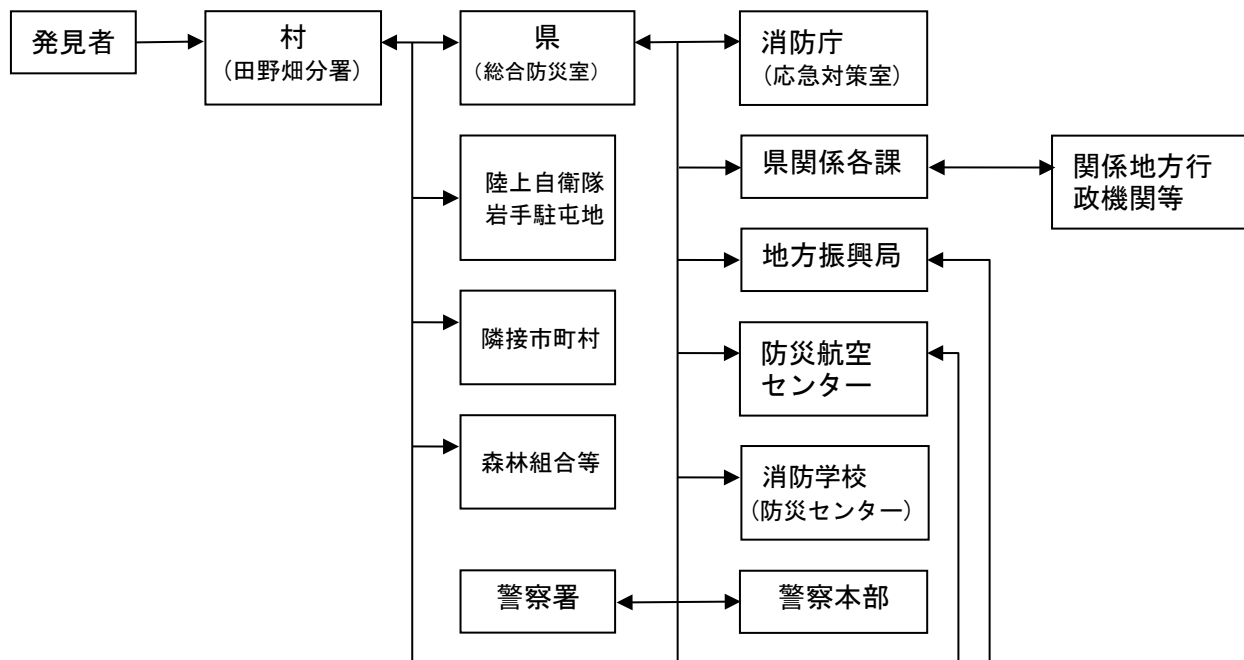 発見者
村
（田野畑分署）
県
（総合防災室）
消防庁
（応急対策室）
陸上自衛隊
岩手駐屯地
県関係各課
関係地方行
政機関等
地方振興局
隣接市町村
防災航空
センター
森林組合等
消防学校
（防災センター）
警察署
警察本部